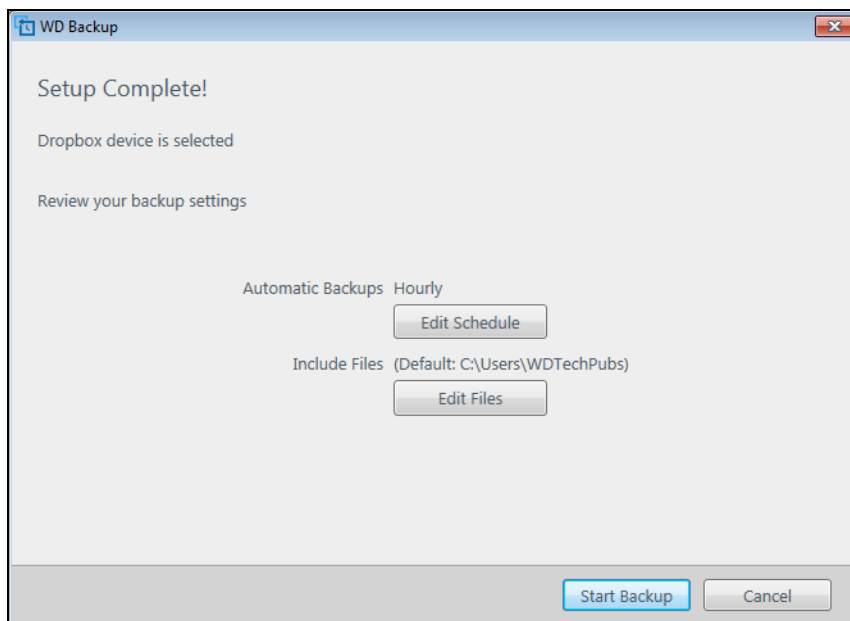 WD Backup
Setup Complete!
Dropbox device is selected
Review your backup settings
Automatic Backups Hourly
Edit Schedule
Include Files (Default: C:\Users\WDTechPubs)
Edit Files
Start Backup Cancel